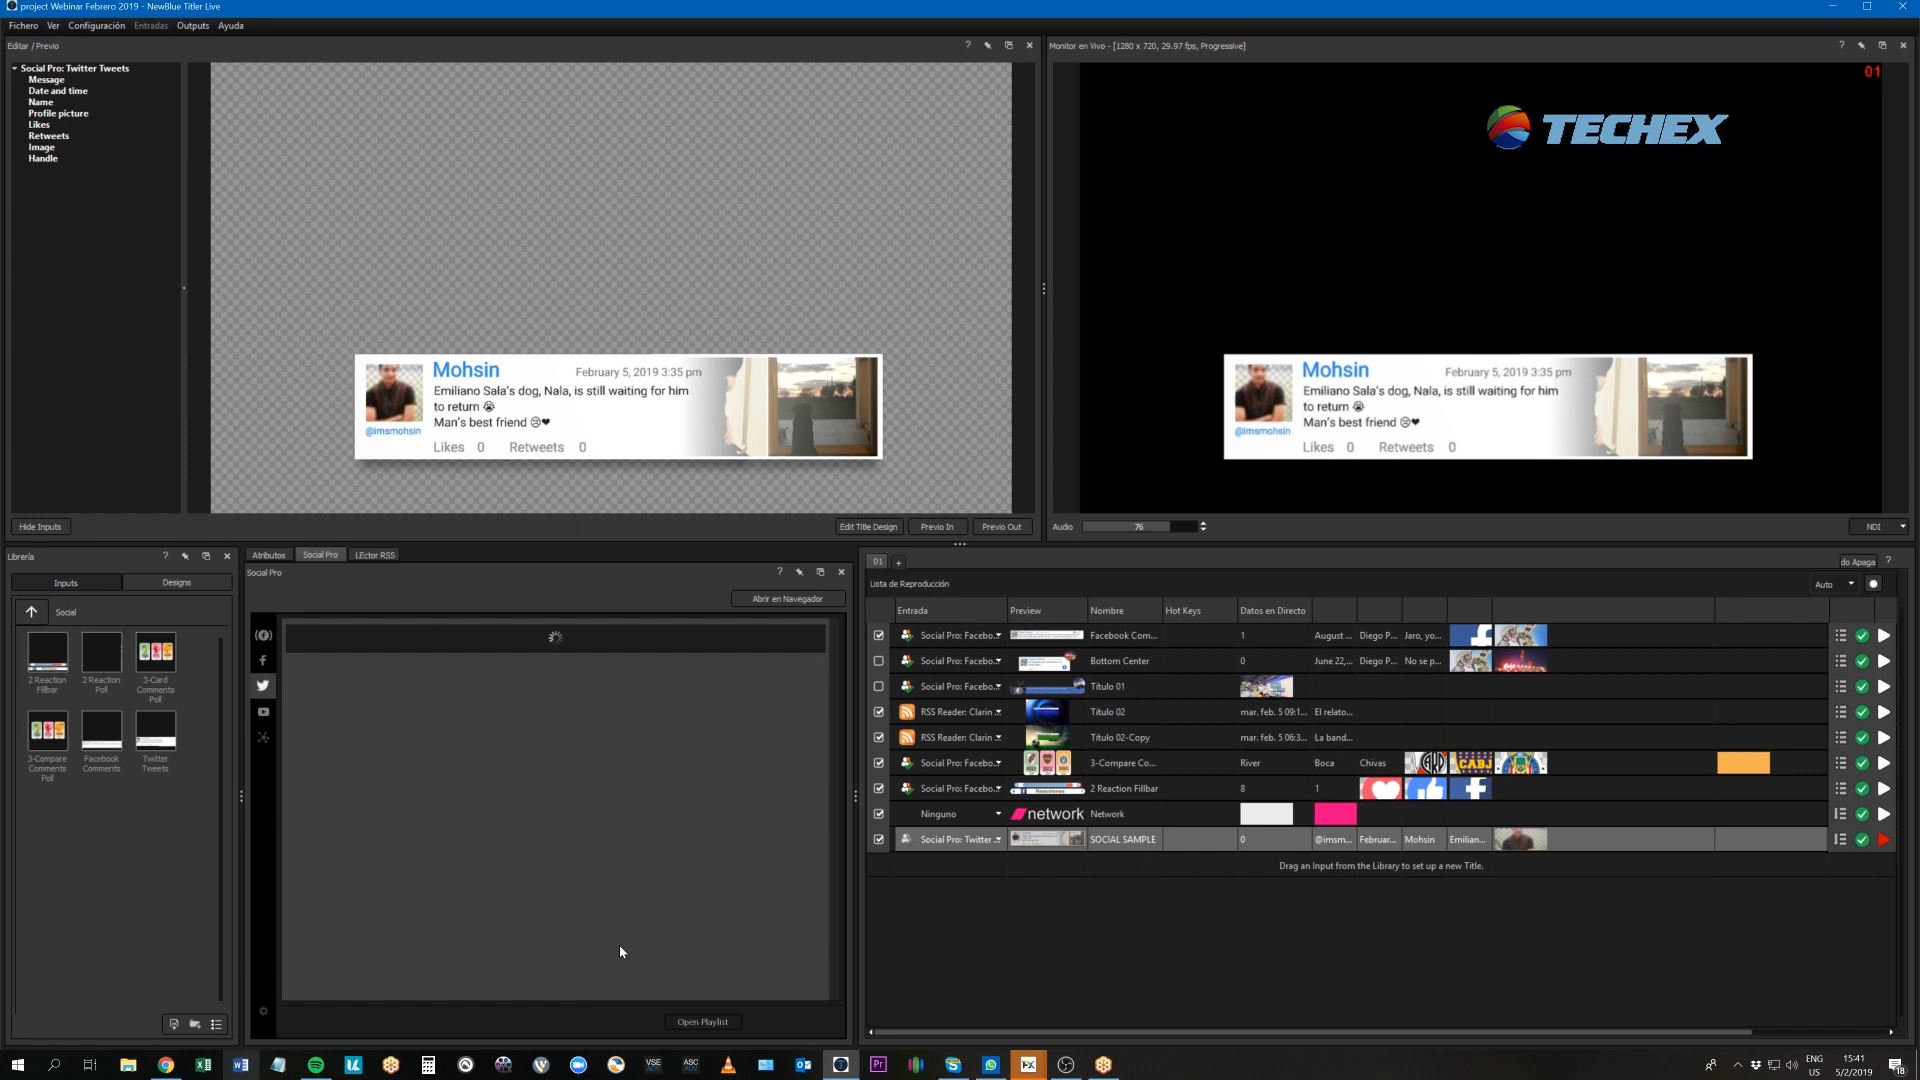 project Webinar Febrero 2019 - NewBlue Titler Live
Fichero Ver Configuración Entradas Outputs Ayuda
Editar / Previo
Monitor en Vivo - [1280 x 720, 29.97 fps, Progressive]
Social Pro: Twitter Tweets
Message
Date and time
Name
Profile picture
Likes
Retweets
Image
Handle
01
TECHEX
Mohsin
February 5, 2019 3:35 pm
Emiliano Sala's dog, Nala, is still waiting for him
to return 😭
Man's best friend 😢❤
@imsmohsin
Likes 0 Retweets 0
Mohsin
February 5, 2019 3:35 pm
Emiliano Sala's dog, Nala, is still waiting for him
to return 😭
Man's best friend 😢❤
@imsmohsin
Likes 0 Retweets 0
Hide Inputs
Edit Title Design
Previo In
Previo Out
Audio 76
NDI
Librería
Inputs Designs
Social
2 Reaction
Fillbar
2 Reaction
Poll
3-Card
Comments
Poll
3-Compare
Comments
Poll
Facebook
Comments
Twitter
Tweets
Atributos Social Pro LEctor RSS
Social Pro
Abrir en Navegador
Open Playlist
01 +
do Apaga
Lista de Reproducción
Auto
Entrada Preview Nombre Hot Keys Datos en Directo
Social Pro: Facebo... Facebook Com... 1 August ... Diego P... Jaro, yo...
Social Pro: Facebo... Bottom Center 0 June 22,... Diego P... No se p...
Social Pro: Facebo... Título 01
RSS Reader: Clarin Título 02 mar. feb. 5 09:1... El relato...
RSS Reader: Clarin Título 02-Copy mar. feb. 5 06:3... La band...
Social Pro: Facebo... 3-Compare Co... River Boca Chivas CABJ
Social Pro: Facebo... 2 Reaction Fillbar 8 1
Ninguno network Network
Social Pro: Twitter ... SOCIAL SAMPLE 0 @imsm... Februar... Mohsin Emilian...
Drag an Input from the Library to set up a new Title.
VSE
ADV
ASC
ADV
Pr
FX
ENG
US
15:41
5/2/2019
18